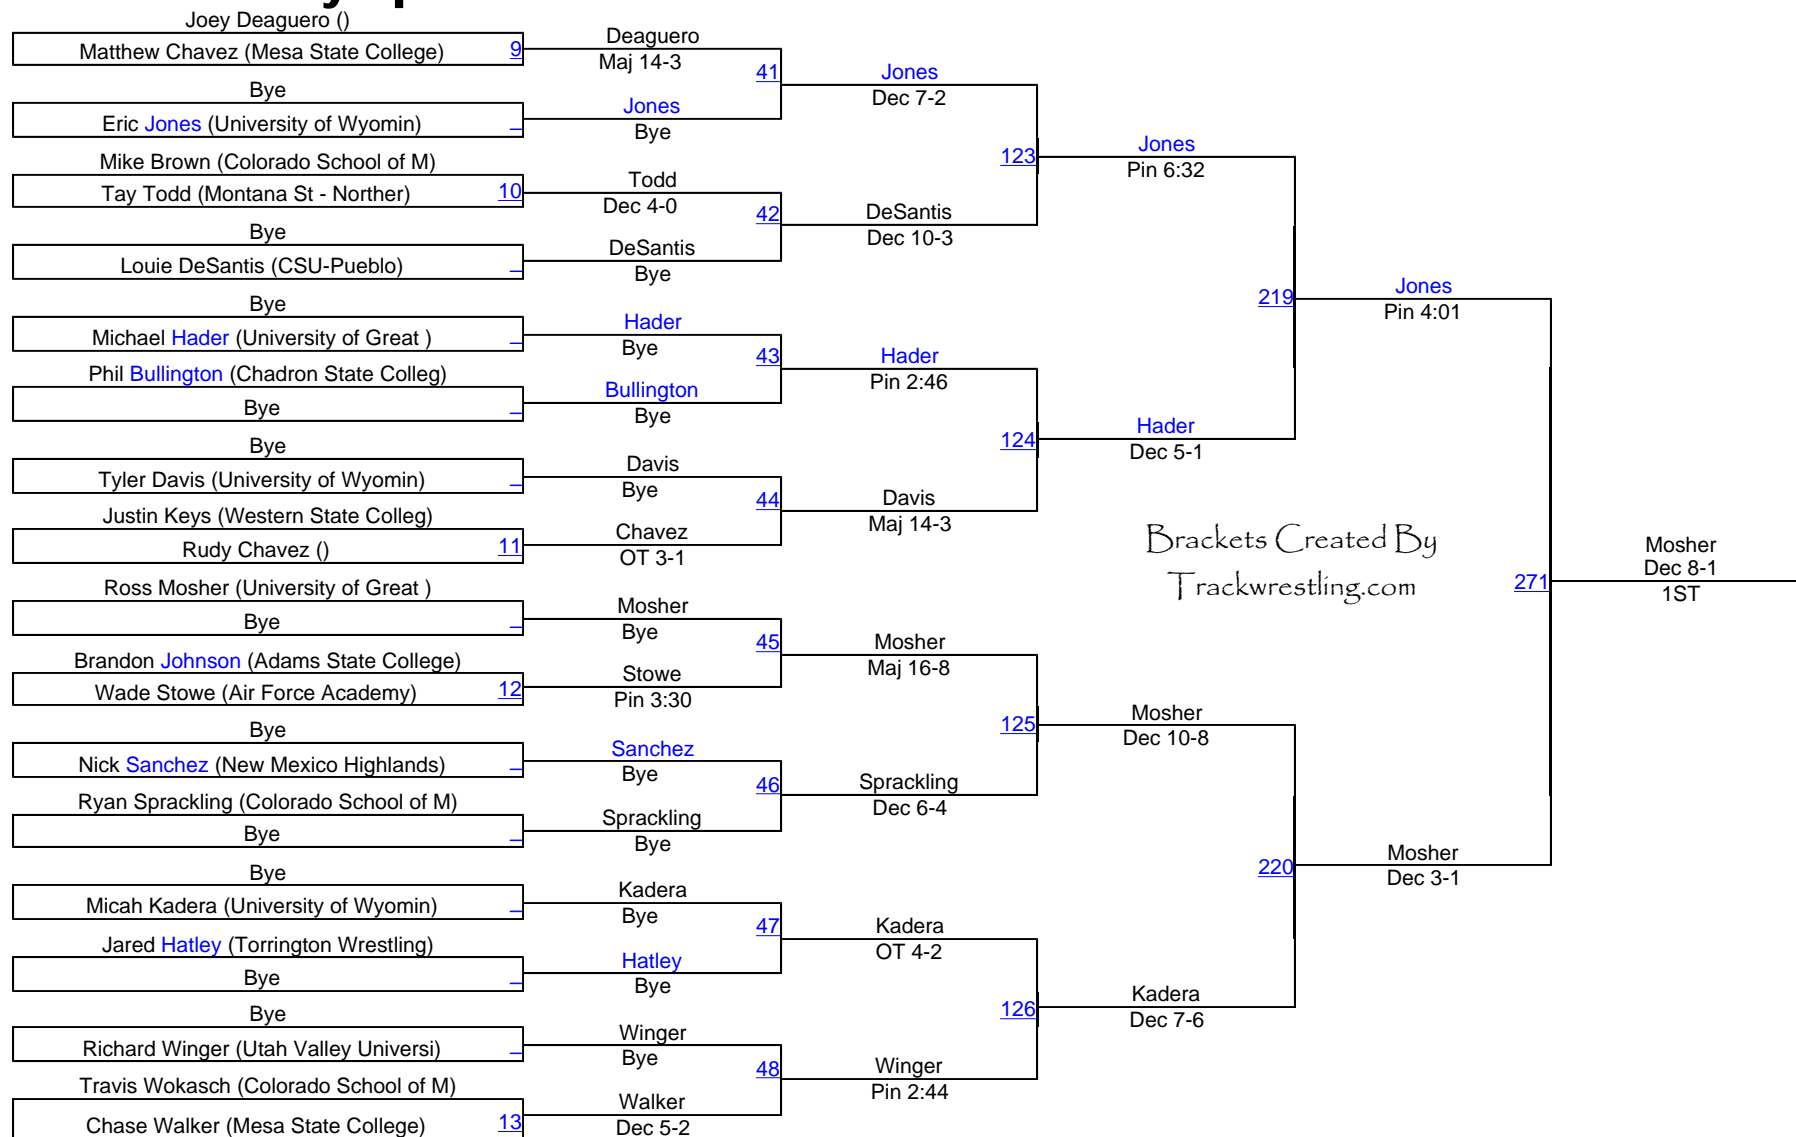 Joey Deaguero ()
Matthew Chavez (Mesa State College) 9
Bye
Eric Jones (University of Wyomin)
Mike Brown (Colorado School of M)
Tay Todd (Montana St - Norther) 10
Bye
Louie DeSantis (CSU-Pueblo)
Bye
Michael Hader (University of Great )
Phil Bullington (Chadron State Colleg)
Bye
Bye
Tyler Davis (University of Wyomin)
Justin Keys (Western State Colleg)
Rudy Chavez () 11
Ross Mosher (University of Great )
Bye
Brandon Johnson (Adams State College)
Wade Stowe (Air Force Academy) 12
Bye
Nick Sanchez (New Mexico Highlands)
Ryan Sprackling (Colorado School of M)
Bye
Bye
Micah Kadera (University of Wyomin)
Jared Hatley (Torrington Wrestling)
Bye
Bye
Richard Winger (Utah Valley Universi)
Travis Wokasch (Colorado School of M)
Chase Walker (Mesa State College) 13
Deaguero
Maj 14-3
41
Jones
Bye
Todd
Dec 4-0
42
DeSantis
Bye
Hader
Bye
43
Bullington
Bye
Davis
Bye
44
Chavez
OT 3-1
Mosher
Bye
45
Stowe
Pin 3:30
Sanchez
Bye
46
Sprackling
Bye
Kadera
Bye
47
Hatley
Bye
Winger
Bye
48
Walker
Dec 5-2
Jones
Dec 7-2
123
DeSantis
Dec 10-3
Hader
Pin 2:46
124
Davis
Maj 14-3
Mosher
Maj 16-8
125
Sprackling
Dec 6-4
Kadera
OT 4-2
126
Winger
Pin 2:44
Jones
Pin 6:32
219
Hader
Dec 5-1
Brackets Created By
Trackwrestling.com
Mosher
Dec 10-8
220
Kadera
Dec 7-6
Jones
Pin 4:01
271
Mosher
Dec 3-1
Mosher
Dec 8-1
1ST